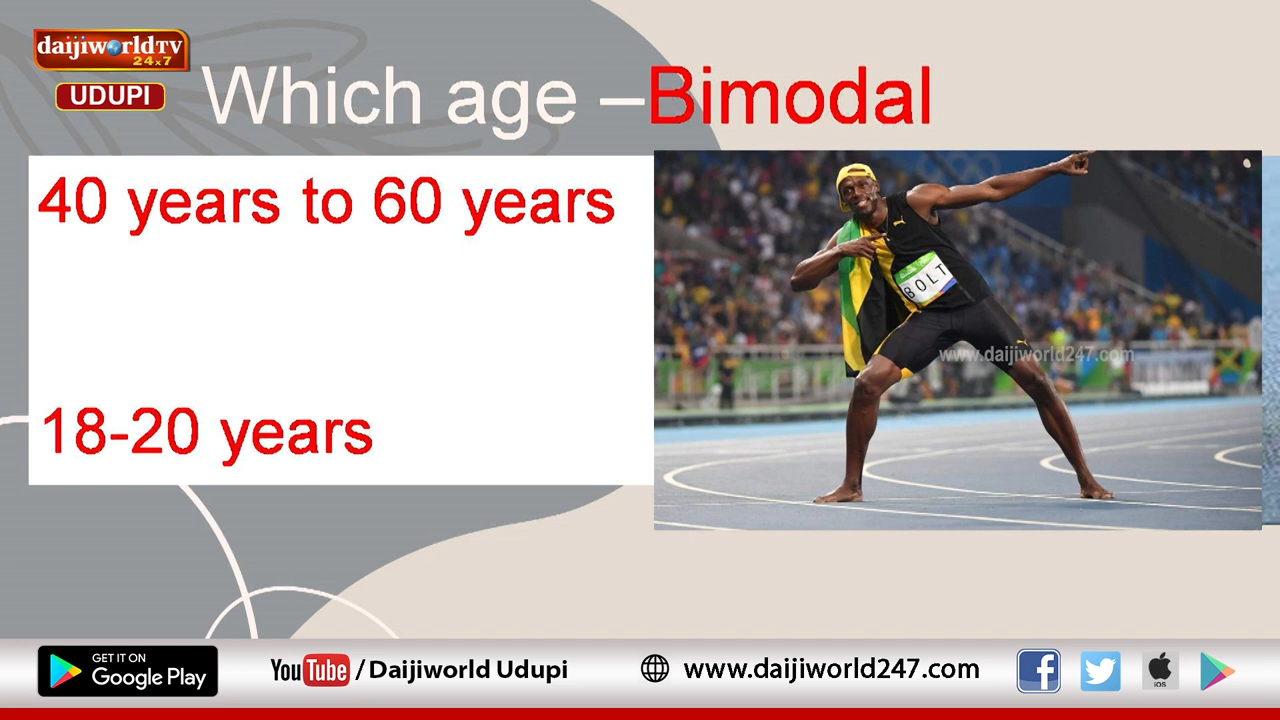 daijiworldTV
24x7
UDUPI
Which age –Bimodal
40 years to 60 years
18-20 years
BOLT
www.daijiworld247.com
GET IT ON
Google Play
YouTube / Daijiworld Udupi
www.daijiworld247.com
iOS